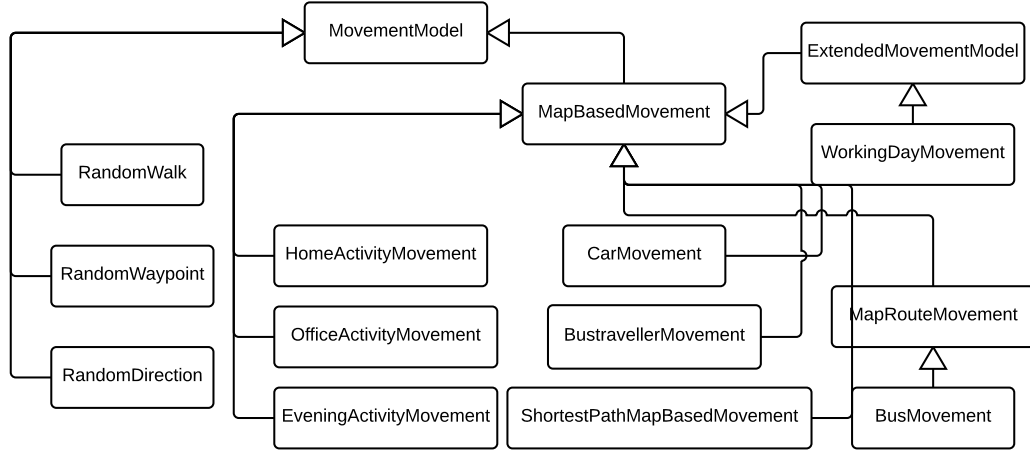 MovementModel
ExtendedMovementModel
MapBasedMovement
WorkingDayMovement
RandomWalk
HomeActivityMovement
CarMovement
RandomWaypoint
MapRouteMovement
OfficeActivityMovement
BustravellerMovement
RandomDirection
EveningActivityMovement
ShortestPathMapBasedMovement
BusMovement